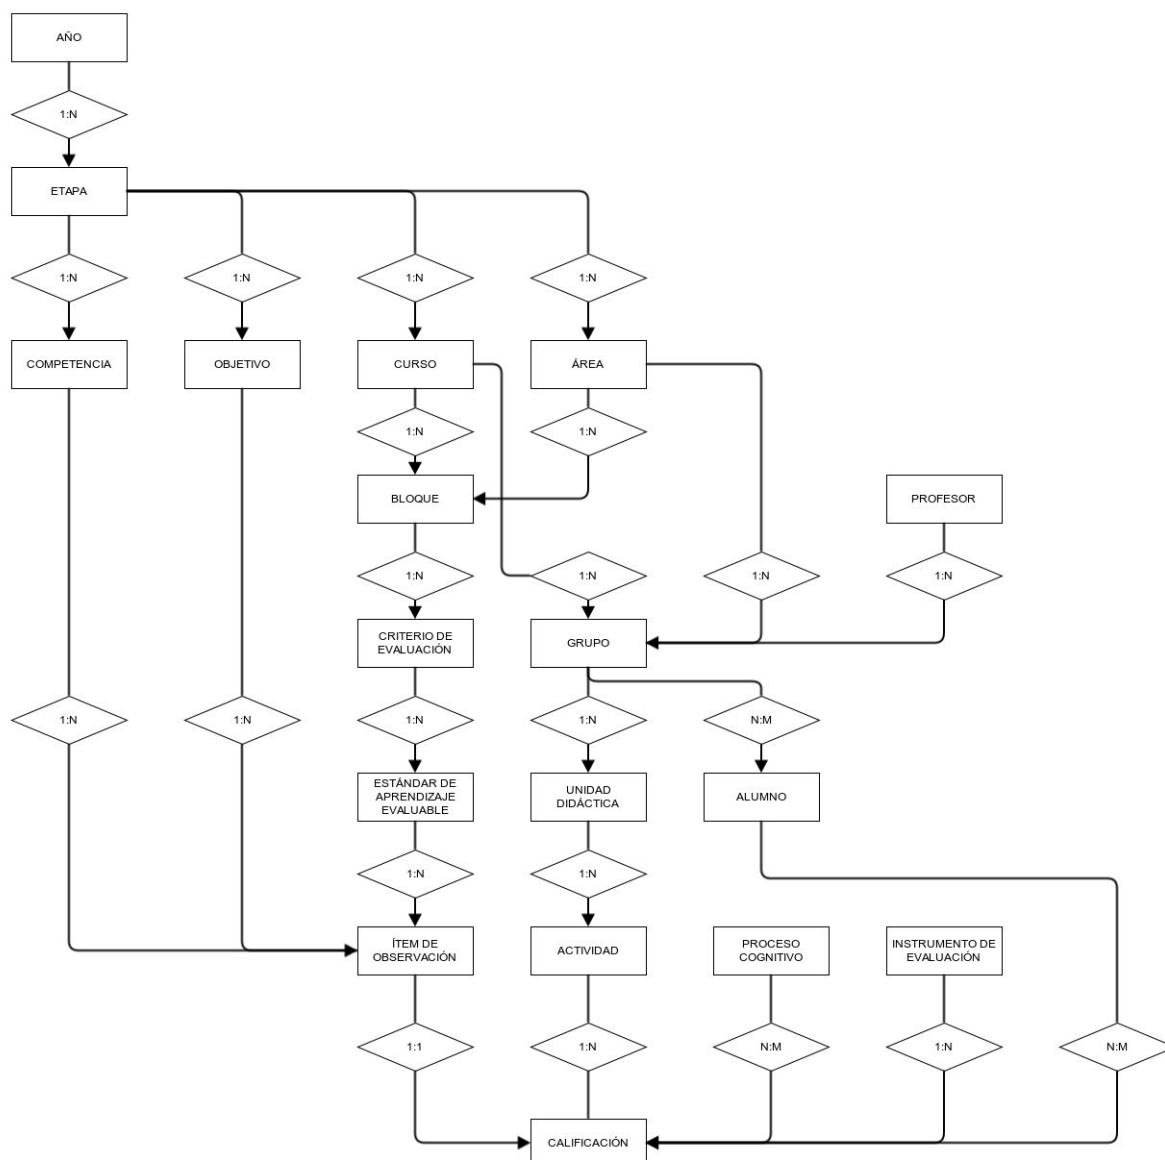 AÑO
1:N
ETAPA
1:N
1:N
1:N
1:N
COMPETENCIA
OBJETIVO
CURSO
ÁREA
1:N
1:N
BLOQUE
PROFESOR
1:N
1:N
1:N
1:N
CRITERIO DE
EVALUACIÓN
GRUPO
1:N
1:N
1:N
1:N
N:M
ESTÁNDAR DE
APRENDIZAJE
EVALUABLE
UNIDAD
DIDÁCTICA
ALUMNO
1:N
1:N
ÍTEM DE
OBSERVACIÓN
ACTIVIDAD
PROCESO
COGNITIVO
INSTRUMENTO DE
EVALUACIÓN
1:1
1:N
N:M
1:N
N:M
CALIFICACIÓN